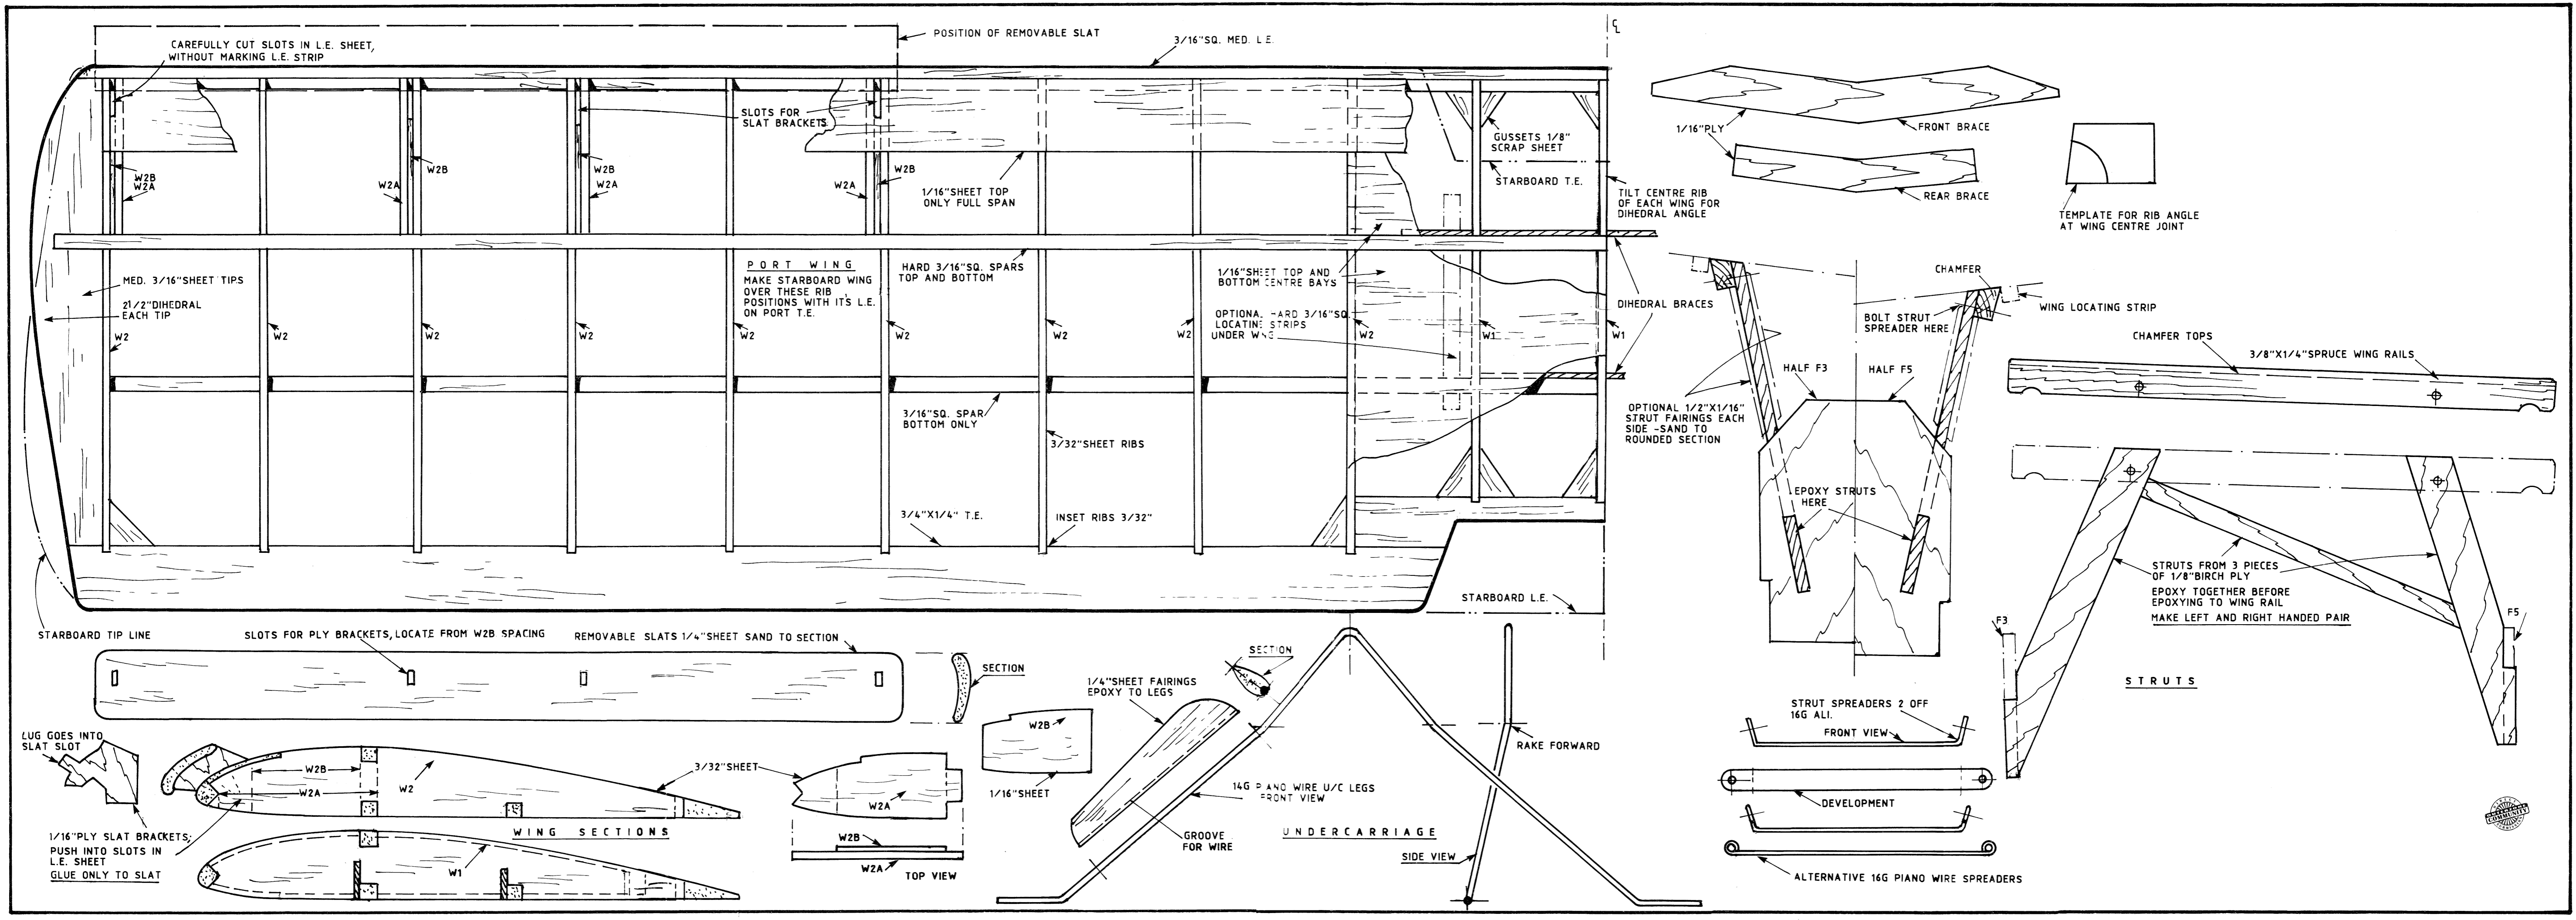 CAREFULLY CUT SLOTS IN L.E. SHEET,
WITHOUT MARKING L.E. STRIP
POSITION OF REMOVABLE SLAT
3/16"SQ. MED. L.E.
℄
SLOTS FOR
SLAT BRACKETS
W2B
W2A
W2A
W2B
W2B
W2A
W2A
W2B
1/16"SHEET TOP
ONLY FULL SPAN
GUSSETS 1/8"
SCRAP SHEET
STARBOARD T.E.
TILT CENTRE RIB
OF EACH WING FOR
DIHEDRAL ANGLE
1/16"PLY
FRONT BRACE
REAR BRACE
TEMPLATE FOR RIB ANGLE
AT WING CENTRE JOINT
MED. 3/16"SHEET TIPS
21/2"DIHEDRAL
EACH TIP
PORT WING
MAKE STARBOARD WING
OVER THESE RIB
POSITIONS WITH ITS L.E.
ON PORT T.E.
HARD 3/16"SQ. SPARS
TOP AND BOTTOM
1/16"SHEET TOP AND
BOTTOM CENTRE BAYS
OPTIONAL HARD 3/16"SQ.
LOCATING STRIPS
UNDER WING
DIHEDRAL BRACES
W2
W2
W2
W2
W2
W2
W2
W2
W2
W1
W1
3/16"SQ. SPAR
BOTTOM ONLY
3/32"SHEET RIBS
3/4"X1/4" T.E.
INSET RIBS 3/32"
STARBOARD L.E.
STARBOARD TIP LINE
CHAMFER
WING LOCATING STRIP
BOLT STRUT
SPREADER HERE
HALF F3
HALF F5
OPTIONAL 1/2"X1/16"
STRUT FAIRINGS EACH
SIDE -SAND TO
ROUNDED SECTION
EPOXY STRUTS
HERE
CHAMFER TOPS
3/8"X1/4"SPRUCE WING RAILS
STRUTS FROM 3 PIECES
OF 1/8"BIRCH PLY
EPOXY TOGETHER BEFORE
EPOXYING TO WING RAIL
MAKE LEFT AND RIGHT HANDED PAIR
F3
F5
STRUTS
SLOTS FOR PLY BRACKETS, LOCATE FROM W2B SPACING
REMOVABLE SLATS 1/4"SHEET SAND TO SECTION
SECTION
LUG GOES INTO
SLAT SLOT
W2B
W2A
W2
3/32"SHEET
1/16"PLY SLAT BRACKETS,
PUSH INTO SLOTS IN
L.E. SHEET
GLUE ONLY TO SLAT
WING SECTIONS
W1
W2A
W2B
1/16"SHEET
W2B
W2A
TOP VIEW
1/4"SHEET FAIRINGS
EPOXY TO LEGS
SECTION
14G PIANO WIRE U/C LEGS
FRONT VIEW
GROOVE
FOR WIRE
UNDERCARRIAGE
RAKE FORWARD
SIDE VIEW
STRUT SPREADERS 2 OFF
16G ALI.
FRONT VIEW
DEVELOPMENT
ALTERNATIVE 16G PIANO WIRE SPREADERS
COMMUNITY